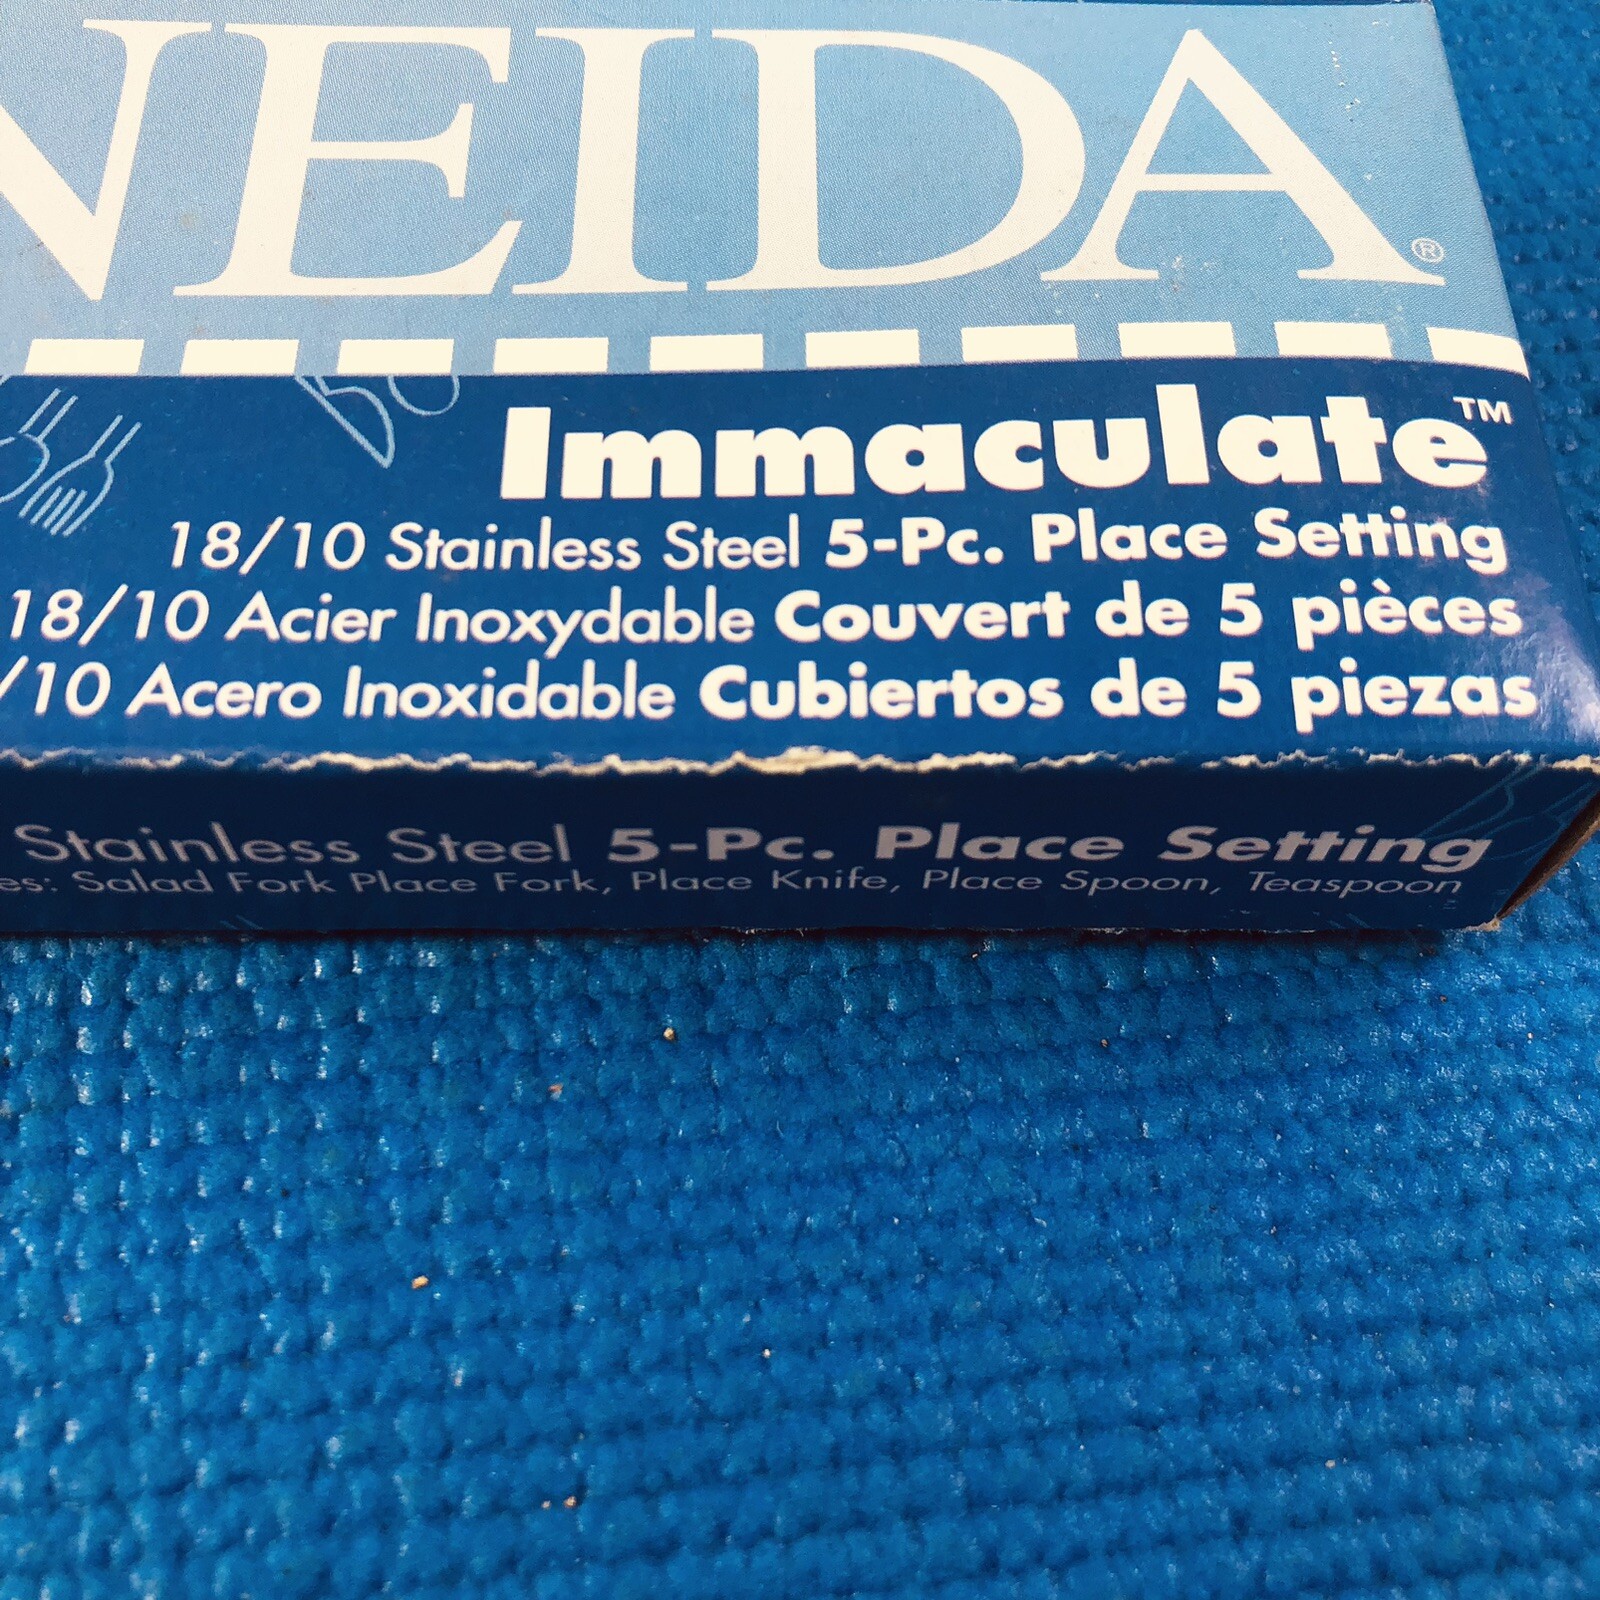 NEIDA®
Immaculate™
18/10 Stainless Steel 5-Pc. Place Setting
18/10 Acier Inoxydable Couvert de 5 pièces
/10 Acero Inoxidable Cubiertos de 5 piezas
Stainless Steel 5-Pc. Place Setting
es: Salad Fork Place Fork, Place Knife, Place Spoon, Teaspoon